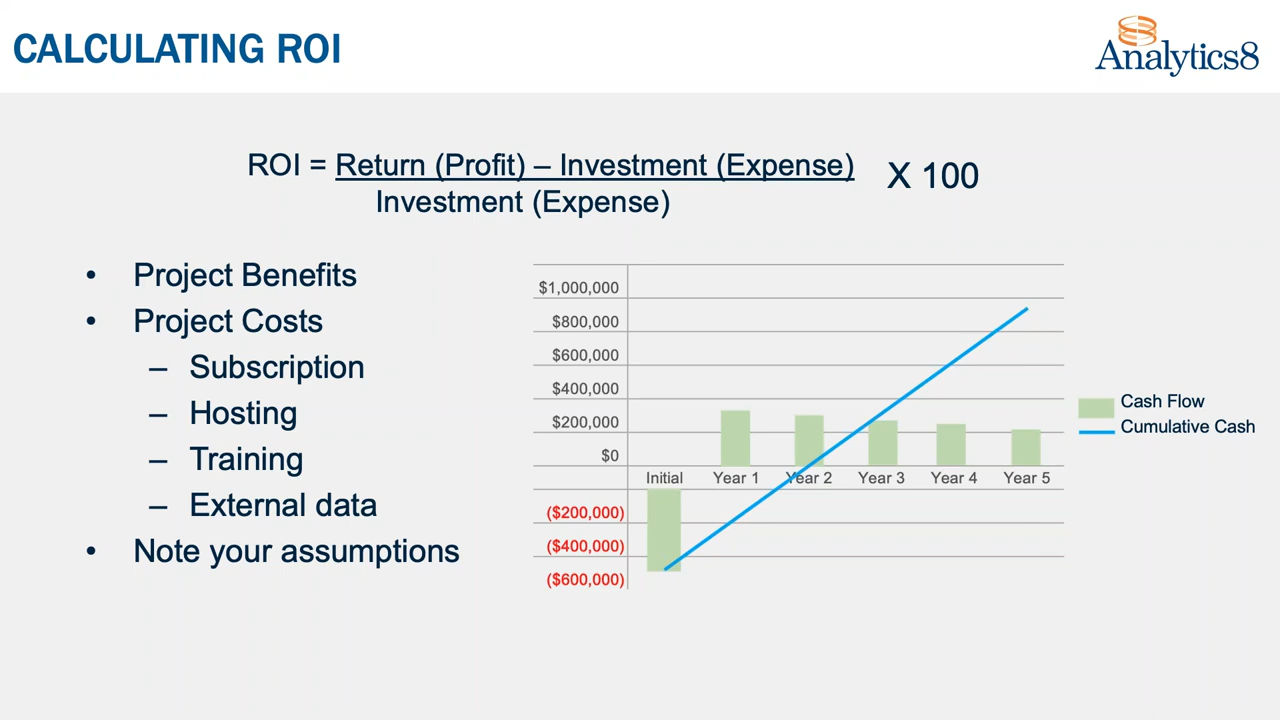 CALCULATING ROI
Analytics8
ROI = Return (Profit) – Investment (Expense) X 100
Investment (Expense)
• Project Benefits
• Project Costs
– Subscription
– Hosting
– Training
– External data
• Note your assumptions
$1,000,000
$800,000
$600,000
$400,000
$200,000
$0
Initial Year 1 Year 2 Year 3 Year 4 Year 5
($200,000)
($400,000)
($600,000)
Cash Flow
Cumulative Cash